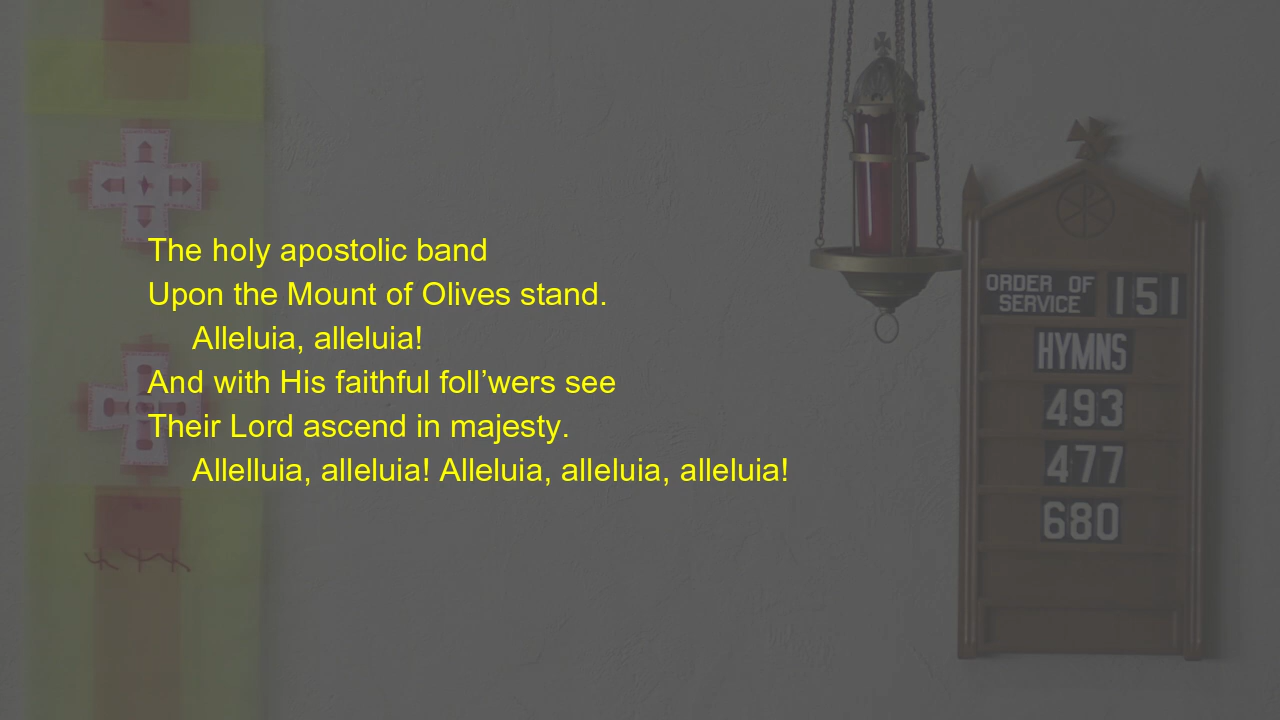 The holy apostolic band
Upon the Mount of Olives stand.
Alleluia, alleluia!
And with His faithful foll’wers see
Their Lord ascend in majesty.
Allelluia, alleluia! Alleluia, alleluia, alleluia!
ORDER OF
SERVICE
151
HYMNS
493
477
680